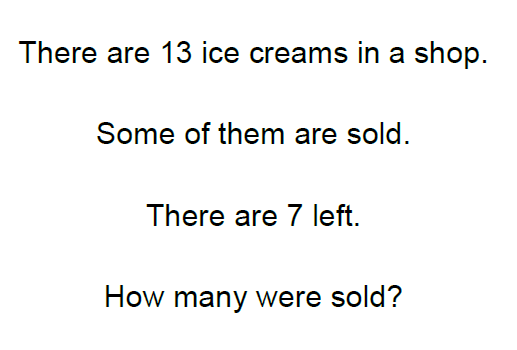 There are 13 ice creams in a shop.
Some of them are sold.
There are 7 left.
How many were sold?